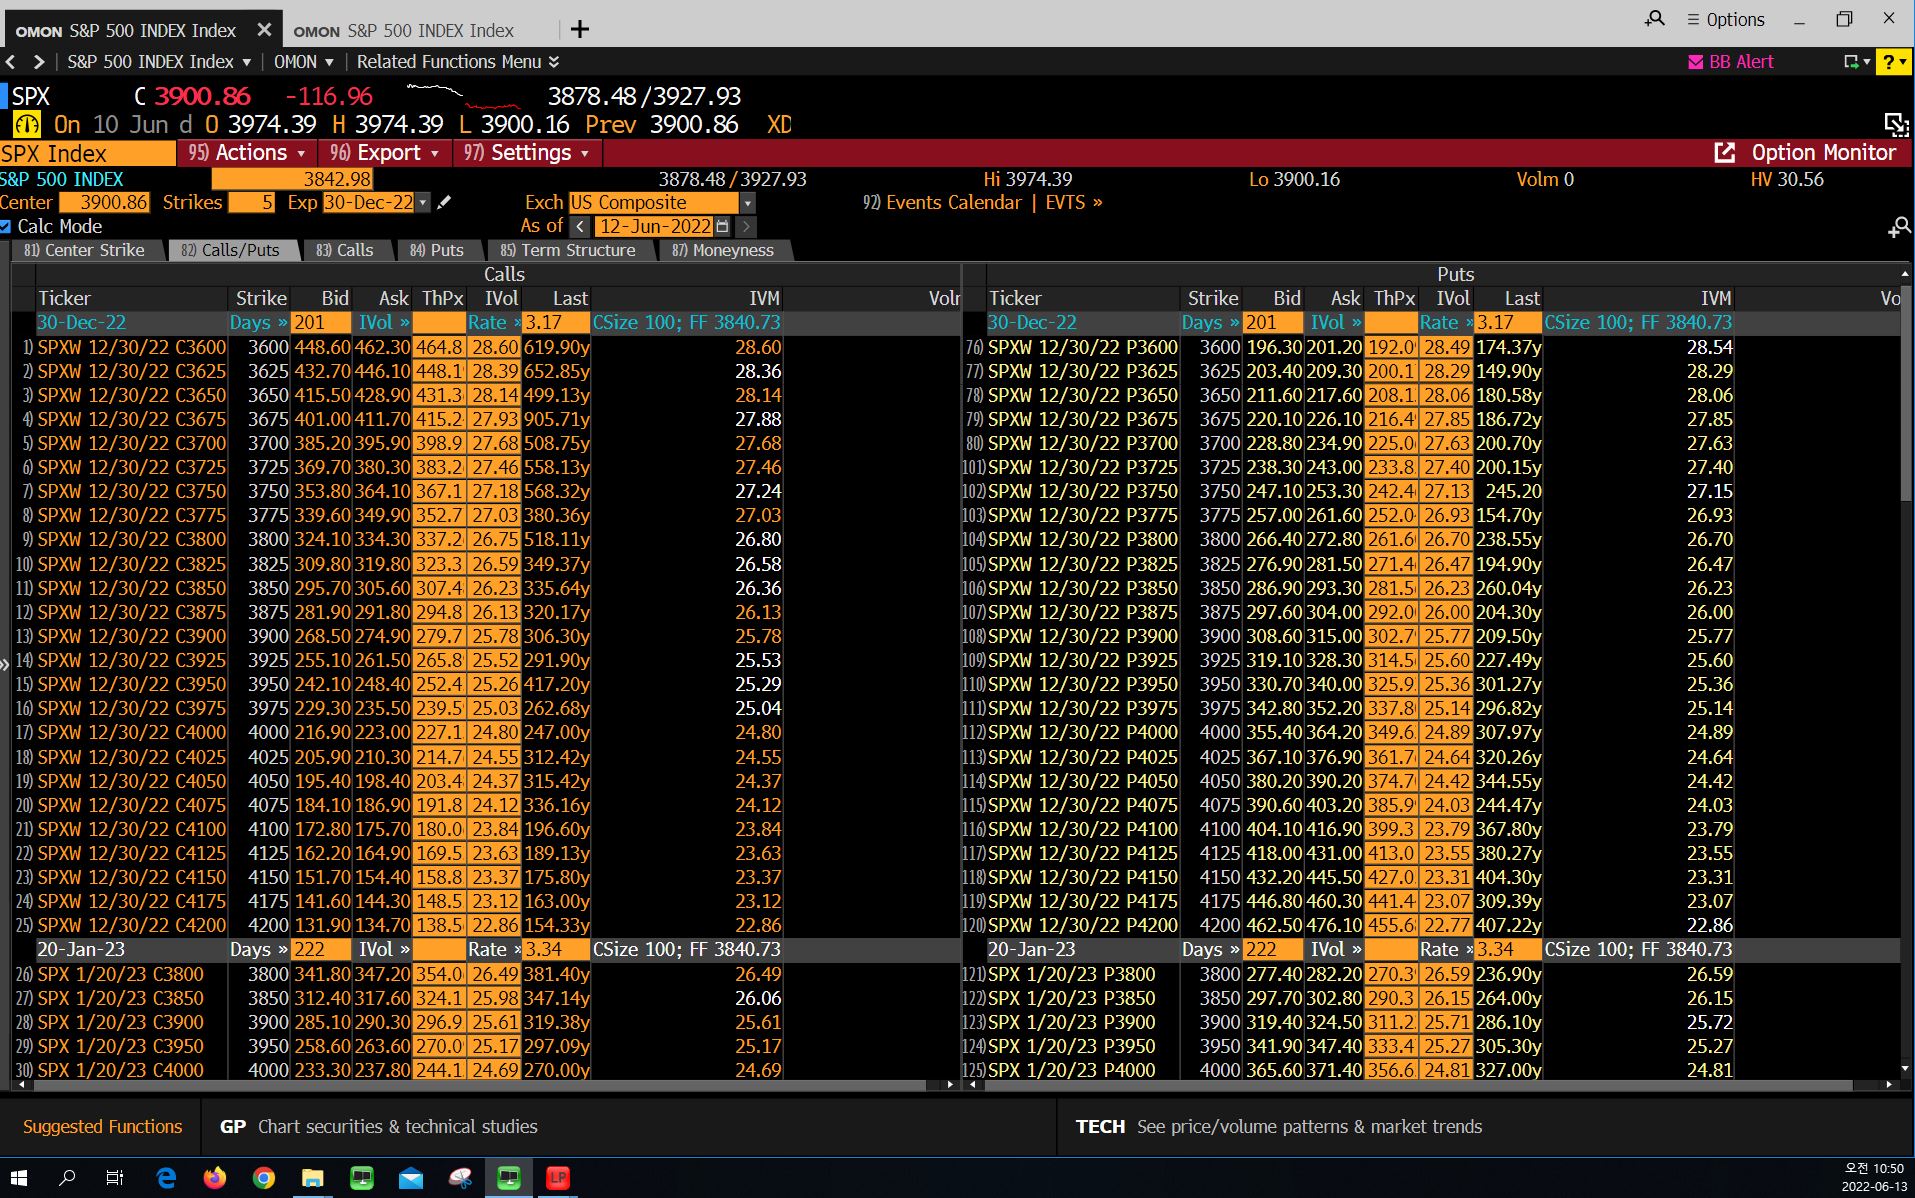 OMON S&P 500 INDEX Index ✕ OMON S&P 500 INDEX Index + Options
S&P 500 INDEX Index OMON Related Functions Menu BB Alert ?
SPX C 3900.86 -116.96 3878.48/3927.93
On 10 Jun d O 3974.39 H 3974.39 L 3900.16 Prev 3900.86 XD
SPX Index 95) Actions 96) Export 97) Settings Option Monitor
S&P 500 INDEX 3842.98 3878.48/3927.93 Hi 3974.39 Lo 3900.16 Volm 0 HV 30.56
Center 3900.86 Strikes 5 Exp 30-Dec-22 Exch US Composite 92) Events Calendar | EVTS »
Calc Mode As of < 12-Jun-2022 >
81) Center Strike 82) Calls/Puts 83) Calls 84) Puts 85) Term Structure 87) Moneyness
Calls Puts
Ticker Strike Bid Ask ThPx IVol Last IVM Volr Ticker Strike Bid Ask ThPx IVol Last IVM Vo
30-Dec-22 Days » 201 IVol » Rate » 3.17 CSize 100; FF 3840.73 30-Dec-22 Days » 201 IVol » Rate » 3.17 CSize 100; FF 3840.73
1) SPXW 12/30/22 C3600 3600 448.60 462.30 464.8 28.60 619.90y 28.60 76) SPXW 12/30/22 P3600 3600 196.30 201.20 192.0 28.49 174.37y 28.54
2) SPXW 12/30/22 C3625 3625 432.70 446.10 448.1 28.39 652.85y 28.36 77) SPXW 12/30/22 P3625 3625 203.40 209.30 200.1 28.29 149.90y 28.29
3) SPXW 12/30/22 C3650 3650 415.50 428.90 431.3 28.14 499.13y 28.14 78) SPXW 12/30/22 P3650 3650 211.60 217.60 208.1 28.06 180.58y 28.06
4) SPXW 12/30/22 C3675 3675 401.00 411.70 415.2 27.93 905.71y 27.88 79) SPXW 12/30/22 P3675 3675 220.10 226.10 216.4 27.85 186.72y 27.85
5) SPXW 12/30/22 C3700 3700 385.20 395.90 398.9 27.68 508.75y 27.68 80) SPXW 12/30/22 P3700 3700 228.80 234.90 225.0 27.63 200.70y 27.63
6) SPXW 12/30/22 C3725 3725 369.70 380.30 383.2 27.46 558.13y 27.46 101) SPXW 12/30/22 P3725 3725 238.30 243.00 233.8 27.40 200.15y 27.40
7) SPXW 12/30/22 C3750 3750 353.80 364.10 367.1 27.18 568.32y 27.24 102) SPXW 12/30/22 P3750 3750 247.10 253.30 242.4 27.13 245.20 27.15
8) SPXW 12/30/22 C3775 3775 339.60 349.90 352.7 27.03 380.36y 27.03 103) SPXW 12/30/22 P3775 3775 257.00 261.60 252.0 26.93 154.70y 26.93
9) SPXW 12/30/22 C3800 3800 324.10 334.30 337.2 26.75 518.11y 26.80 104) SPXW 12/30/22 P3800 3800 266.40 272.80 261.6 26.70 238.55y 26.70
10) SPXW 12/30/22 C3825 3825 309.80 319.80 323.3 26.59 349.37y 26.58 105) SPXW 12/30/22 P3825 3825 276.90 281.50 271.4 26.47 194.90y 26.47
11) SPXW 12/30/22 C3850 3850 295.70 305.60 307.4 26.23 335.64y 26.36 106) SPXW 12/30/22 P3850 3850 286.90 293.30 281.5 26.23 260.04y 26.23
12) SPXW 12/30/22 C3875 3875 281.90 291.80 294.8 26.13 320.17y 26.13 107) SPXW 12/30/22 P3875 3875 297.60 304.00 292.0 26.00 204.30y 26.00
13) SPXW 12/30/22 C3900 3900 268.50 274.90 279.7 25.78 306.30y 25.78 108) SPXW 12/30/22 P3900 3900 308.60 315.00 302.7 25.77 209.50y 25.77
14) SPXW 12/30/22 C3925 3925 255.10 261.50 265.8 25.52 291.90y 25.53 109) SPXW 12/30/22 P3925 3925 319.10 328.30 314.5 25.60 227.49y 25.60
15) SPXW 12/30/22 C3950 3950 242.10 248.40 252.4 25.26 417.20y 25.29 110) SPXW 12/30/22 P3950 3950 330.70 340.00 325.9 25.36 301.27y 25.36
16) SPXW 12/30/22 C3975 3975 229.30 235.50 239.5 25.03 262.68y 25.04 111) SPXW 12/30/22 P3975 3975 342.80 352.20 337.8 25.14 296.82y 25.14
17) SPXW 12/30/22 C4000 4000 216.90 223.00 227.1 24.80 247.00y 24.80 112) SPXW 12/30/22 P4000 4000 355.40 364.20 349.6 24.89 307.97y 24.89
18) SPXW 12/30/22 C4025 4025 205.90 210.30 214.7 24.55 312.42y 24.55 113) SPXW 12/30/22 P4025 4025 367.10 376.90 361.7 24.64 320.26y 24.64
19) SPXW 12/30/22 C4050 4050 195.40 198.40 203.4 24.37 315.42y 24.37 114) SPXW 12/30/22 P4050 4050 380.20 390.20 374.7 24.42 344.55y 24.42
20) SPXW 12/30/22 C4075 4075 184.10 186.90 191.8 24.12 336.16y 24.12 115) SPXW 12/30/22 P4075 4075 390.60 403.20 385.9 24.03 244.47y 24.03
21) SPXW 12/30/22 C4100 4100 172.80 175.70 180.0 23.84 196.60y 23.84 116) SPXW 12/30/22 P4100 4100 404.10 416.90 399.3 23.79 367.80y 23.79
22) SPXW 12/30/22 C4125 4125 162.20 164.90 169.5 23.63 189.13y 23.63 117) SPXW 12/30/22 P4125 4125 418.00 431.00 413.0 23.55 380.27y 23.55
23) SPXW 12/30/22 C4150 4150 151.70 154.40 158.8 23.37 175.80y 23.37 118) SPXW 12/30/22 P4150 4150 432.20 445.50 427.0 23.31 404.30y 23.31
24) SPXW 12/30/22 C4175 4175 141.60 144.30 148.5 23.12 163.00y 23.12 119) SPXW 12/30/22 P4175 4175 446.80 460.30 441.4 23.07 309.39y 23.07
25) SPXW 12/30/22 C4200 4200 131.90 134.70 138.5 22.86 154.33y 22.86 120) SPXW 12/30/22 P4200 4200 462.50 476.10 455.6 22.77 407.22y 22.86
20-Jan-23 Days » 222 IVol » Rate » 3.34 CSize 100; FF 3840.73 20-Jan-23 Days » 222 IVol » Rate » 3.34 CSize 100; FF 3840.73
26) SPX 1/20/23 C3800 3800 341.80 347.20 354.0 26.49 381.40y 26.49 121) SPX 1/20/23 P3800 3800 277.40 282.20 270.3 26.59 236.90y 26.59
27) SPX 1/20/23 C3850 3850 312.40 317.60 324.1 25.98 347.14y 26.06 122) SPX 1/20/23 P3850 3850 297.70 302.80 290.3 26.15 264.00y 26.15
28) SPX 1/20/23 C3900 3900 285.10 290.30 296.9 25.61 319.38y 25.61 123) SPX 1/20/23 P3900 3900 319.40 324.50 311.2 25.71 286.10y 25.72
29) SPX 1/20/23 C3950 3950 258.60 263.60 270.0 25.17 297.09y 25.17 124) SPX 1/20/23 P3950 3950 341.90 347.40 333.4 25.27 305.30y 25.27
30) SPX 1/20/23 C4000 4000 233.30 237.80 244.1 24.69 270.00y 24.69 125) SPX 1/20/23 P4000 4000 365.60 371.40 356.6 24.81 327.00y 24.81
Suggested Functions GP Chart securities & technical studies TECH See price/volume patterns & market trends
LP 오전 10:50
2022-06-13